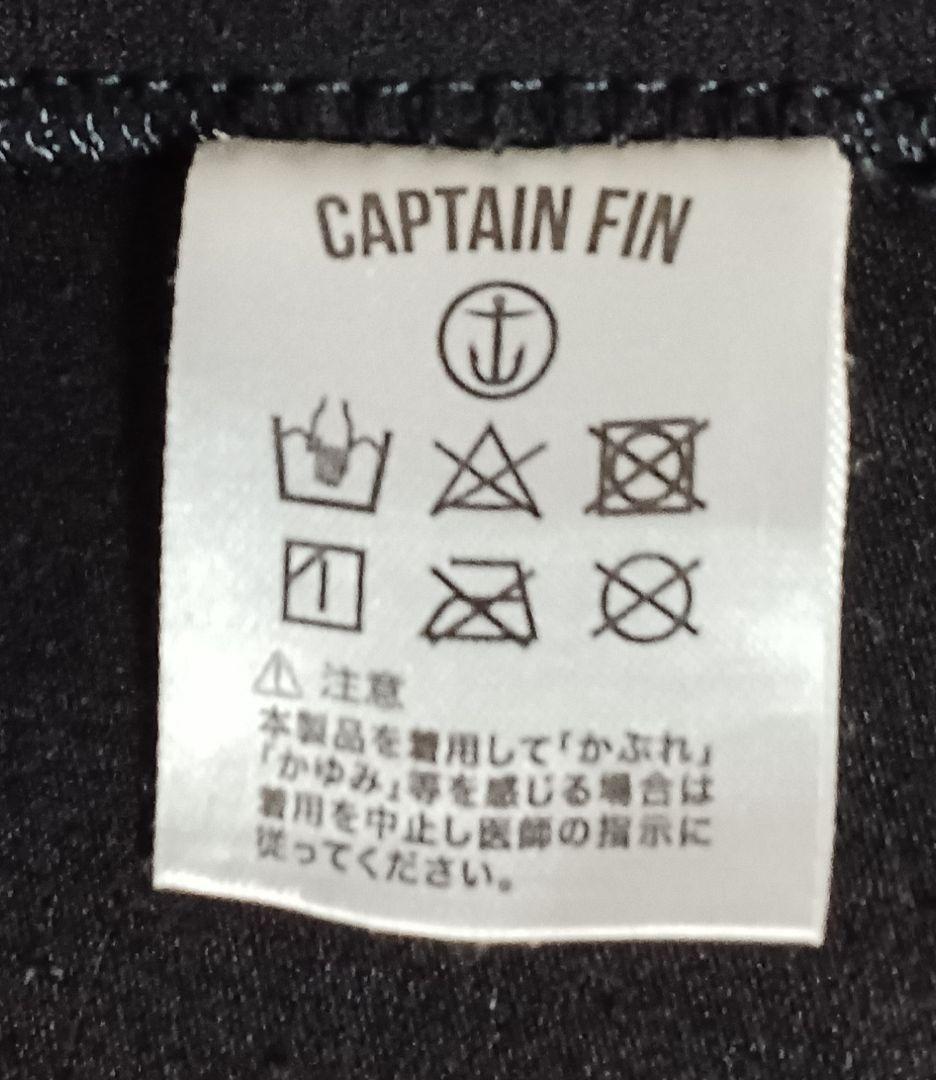 CAPTAIN FIN
注意
本製品を着用して「かぶれ」
「かゆみ」等を感じる場合は
着用を中止し医師の指示に
従ってください。